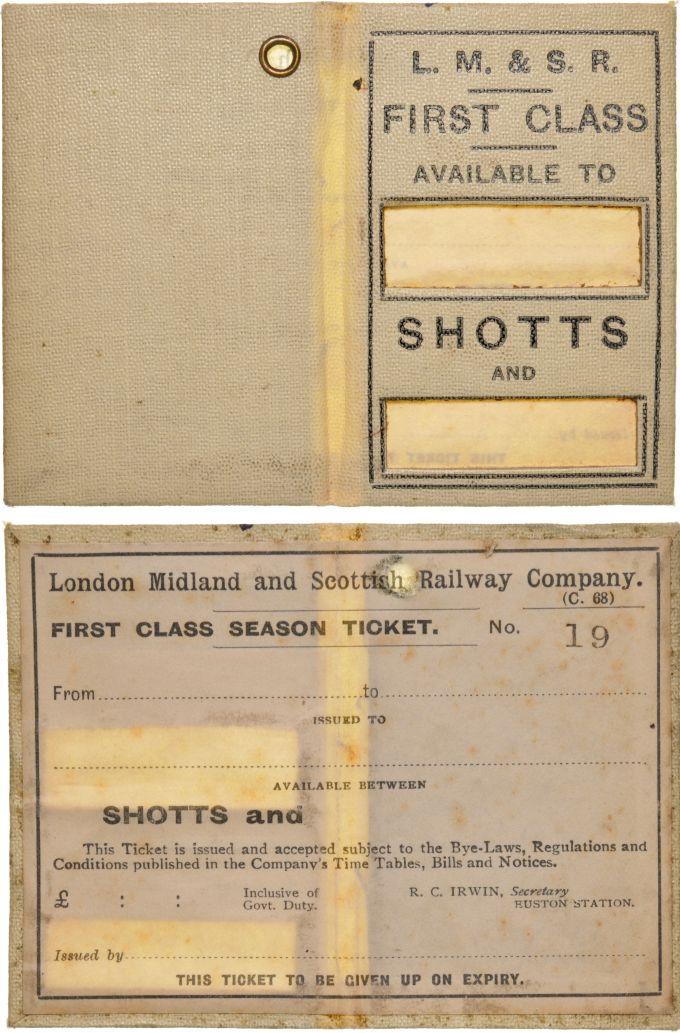 L. M. & S. R.
FIRST CLASS
AVAILABLE TO
SHOTTS
AND
London Midland and Scottish Railway Company.
(C. 68)
FIRST CLASS SEASON TICKET. No. 19
From to
ISSUED TO
AVAILABLE BETWEEN
SHOTTS and
This Ticket is issued and accepted subject to the Bye-Laws, Regulations and
Conditions published in the Company's Time Tables, Bills and Notices.
£ : : Inclusive of R. C. IRWIN, Secretary
Govt. Duty. EUSTON STATION.
Issued by
THIS TICKET TO BE GIVEN UP ON EXPIRY.